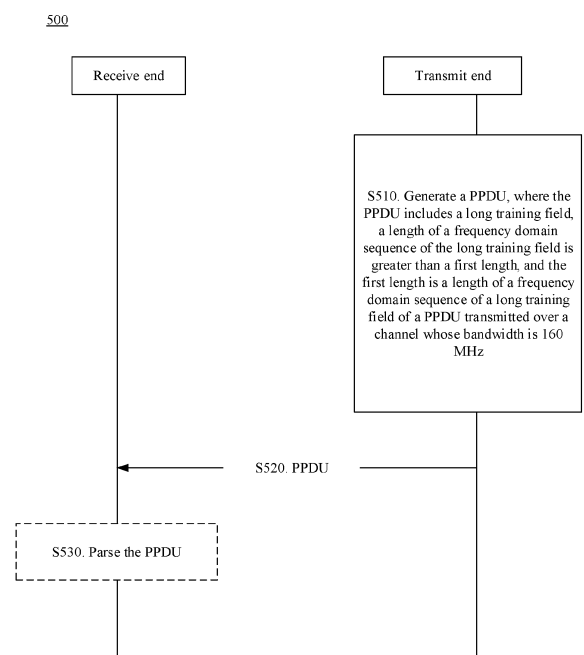 500
Receive end
Transmit end
S510. Generate a PPDU, where the
PPDU includes a long training field,
a length of a frequency domain
sequence of the long training field is
greater than a first length, and the
first length is a length of a frequency
domain sequence of a long training
field of a PPDU transmitted over a
channel whose bandwidth is 160
MHz
S520. PPDU
S530. Parse the PPDU